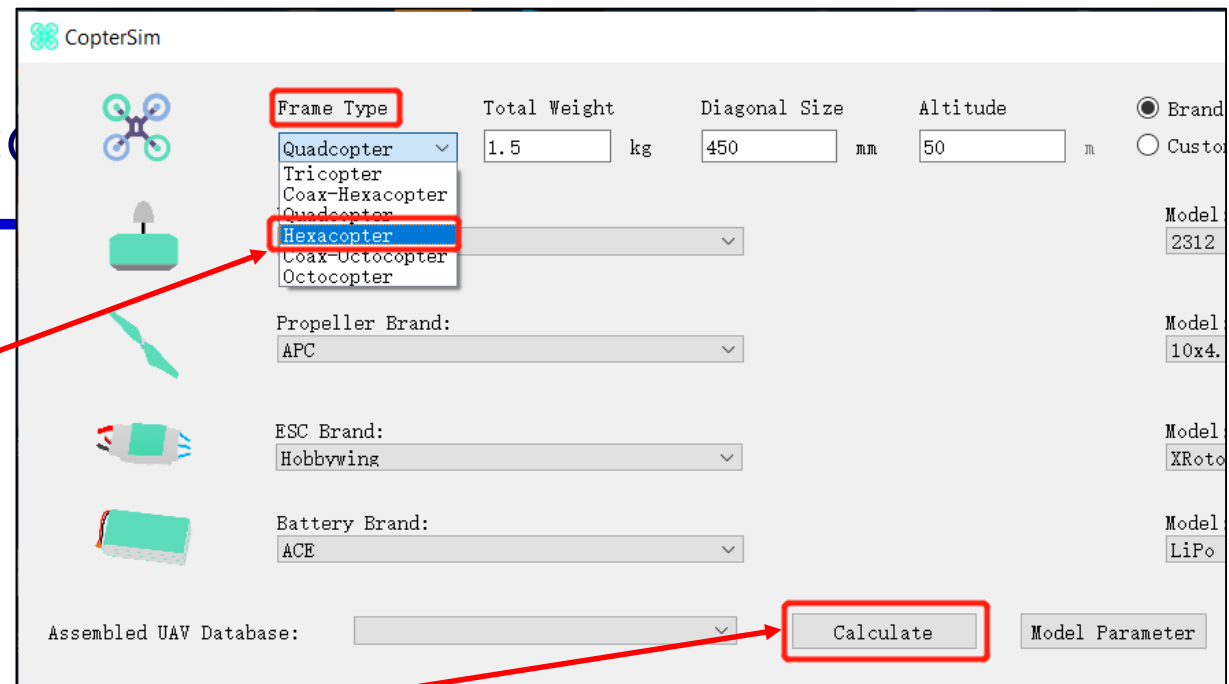 CopterSim
Frame Type Total Weight Diagonal Size Altitude Brand
Quadcopter 1.5 kg 450 mm 50 m Custo
Tricopter
Coax-Hexacopter
Quadcopter Model:
Hexacopter 2312
Coax-Octocopter
Octocopter
Propeller Brand: Model:
APC 10x4.
ESC Brand: Model:
Hobbywing XRoto
Battery Brand: Model:
ACE LiPo
Assembled UAV Database: Calculate Model Parameter